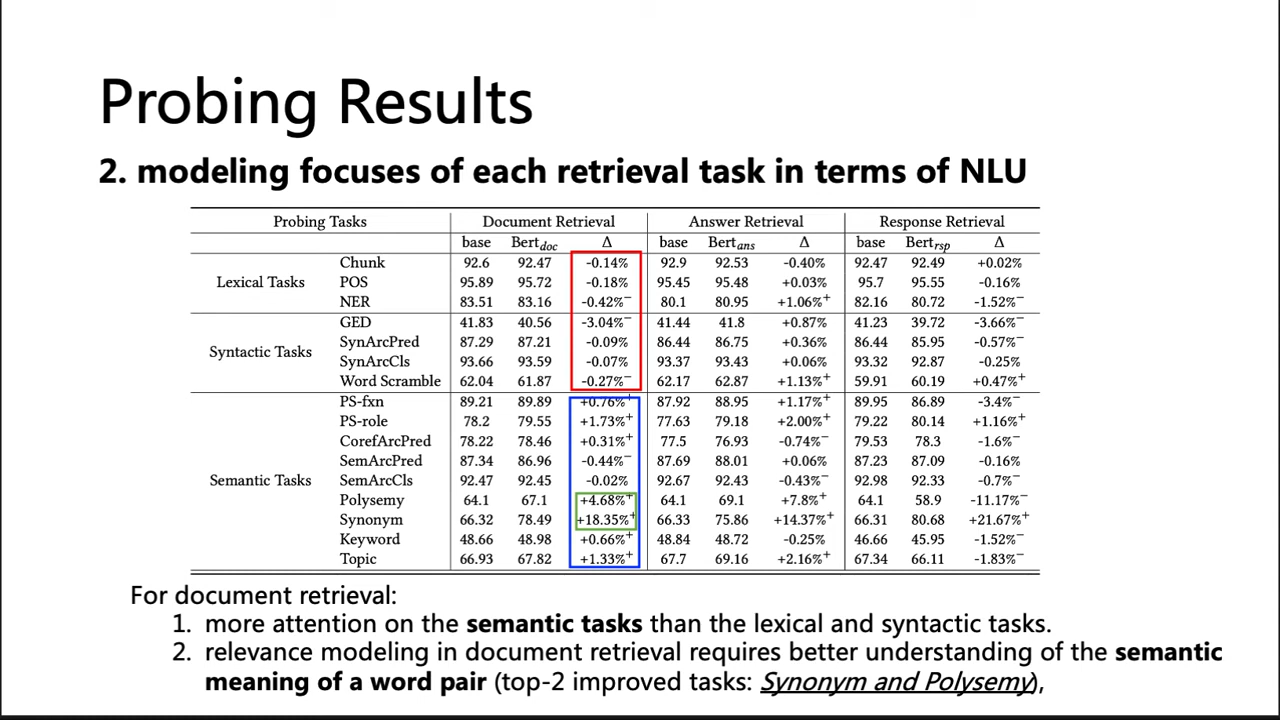 Probing Results
2. modeling focuses of each retrieval task in terms of NLU
Probing Tasks Document Retrieval Answer Retrieval Response Retrieval
base Bertdoc Δ base Bertans Δ base Bertrsp Δ
Chunk 92.6 92.47 -0.14% 92.9 92.53 -0.40% 92.47 92.49 +0.02%
Lexical Tasks POS 95.89 95.72 -0.18% 95.45 95.48 +0.03% 95.7 95.55 -0.16%
NER 83.51 83.16 -0.42%⁻ 80.1 80.95 +1.06%⁺ 82.16 80.72 -1.52%⁻
GED 41.83 40.56 -3.04%⁻ 41.44 41.8 +0.87% 41.23 39.72 -3.66%⁻
SynArcPred 87.29 87.21 -0.09% 86.44 86.75 +0.36% 86.44 85.95 -0.57%⁻
Syntactic Tasks
SynArcCls 93.66 93.59 -0.07% 93.37 93.43 +0.06% 93.32 92.87 -0.25%
Word Scramble 62.04 61.87 -0.27%⁻ 62.17 62.87 +1.13%⁺ 59.91 60.19 +0.47%⁺
PS-fxn 89.21 89.89 +0.76%⁺ 87.92 88.95 +1.17%⁺ 89.95 86.89 -3.4%⁻
PS-role 78.2 79.55 +1.73%⁺ 77.63 79.18 +2.00%⁺ 79.22 80.14 +1.16%⁺
CorefArcPred 78.22 78.46 +0.31%⁺ 77.5 76.93 -0.74%⁻ 79.53 78.3 -1.6%⁻
SemArcPred 87.34 86.96 -0.44%⁻ 87.69 88.01 +0.06% 87.23 87.09 -0.16%
Semantic Tasks SemArcCls 92.47 92.45 -0.02% 92.67 92.43 -0.43%⁻ 92.98 92.33 -0.7%⁻
Polysemy 64.1 67.1 +4.68%⁺ 64.1 69.1 +7.8%⁺ 64.1 58.9 -11.17%⁻
Synonym 66.32 78.49 +18.35%⁺ 66.33 75.86 +14.37%⁺ 66.31 80.68 +21.67%⁺
Keyword 48.66 48.98 +0.66%⁺ 48.84 48.72 -0.25% 46.66 45.95 -1.52%⁻
Topic 66.93 67.82 +1.33%⁺ 67.7 69.16 +2.16%⁺ 67.34 66.11 -1.83%⁻
For document retrieval:
1. more attention on the semantic tasks than the lexical and syntactic tasks.
2. relevance modeling in document retrieval requires better understanding of the semantic
meaning of a word pair (top-2 improved tasks: Synonym and Polysemy),